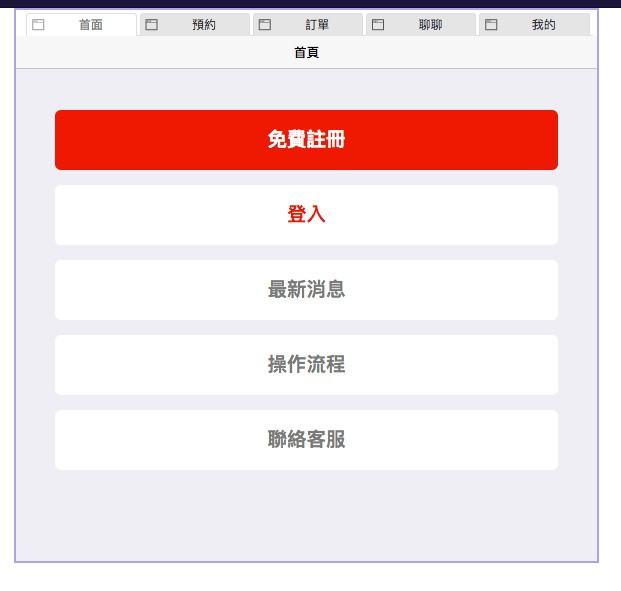 首面 預約 訂單 聊聊 我的
首頁
免費註冊
登入
最新消息
操作流程
聯絡客服